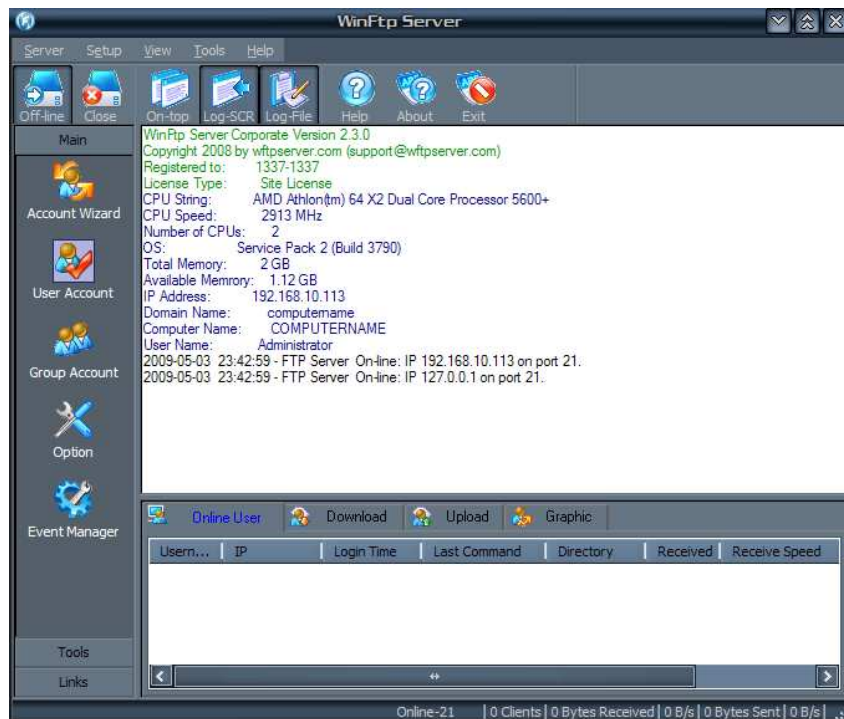 WinFtp Server
Server Setup View Tools Help
Off-line Close On-top Log-SCR Log-File Help About Exit
Main
Account Wizard
User Account
Group Account
Option
Event Manager
Tools
Links
WinFtp Server Corporate Version 2.3.0
Copyright 2008 by wftpserver.com (support@wftpserver.com)
Registered to: 1337-1337
License Type: Site License
CPU String: AMD Athlon(tm) 64 X2 Dual Core Processor 5600+
CPU Speed: 2913 MHz
Number of CPUs: 2
OS: Service Pack 2 (Build 3790)
Total Memory: 2 GB
Available Memrory: 1.12 GB
IP Address: 192.168.10.113
Domain Name: computername
Computer Name: COMPUTERNAME
User Name: Administrator
2009-05-03 23:42:59 - FTP Server On-line: IP 192.168.10.113 on port 21.
2009-05-03 23:42:59 - FTP Server On-line: IP 127.0.0.1 on port 21.
Online User Download Upload Graphic
Usern... IP Login Time Last Command Directory Received Receive Speed
Online-21 | 0 Clients | 0 Bytes Received | 0 B/s | 0 Bytes Sent | 0 B/s |